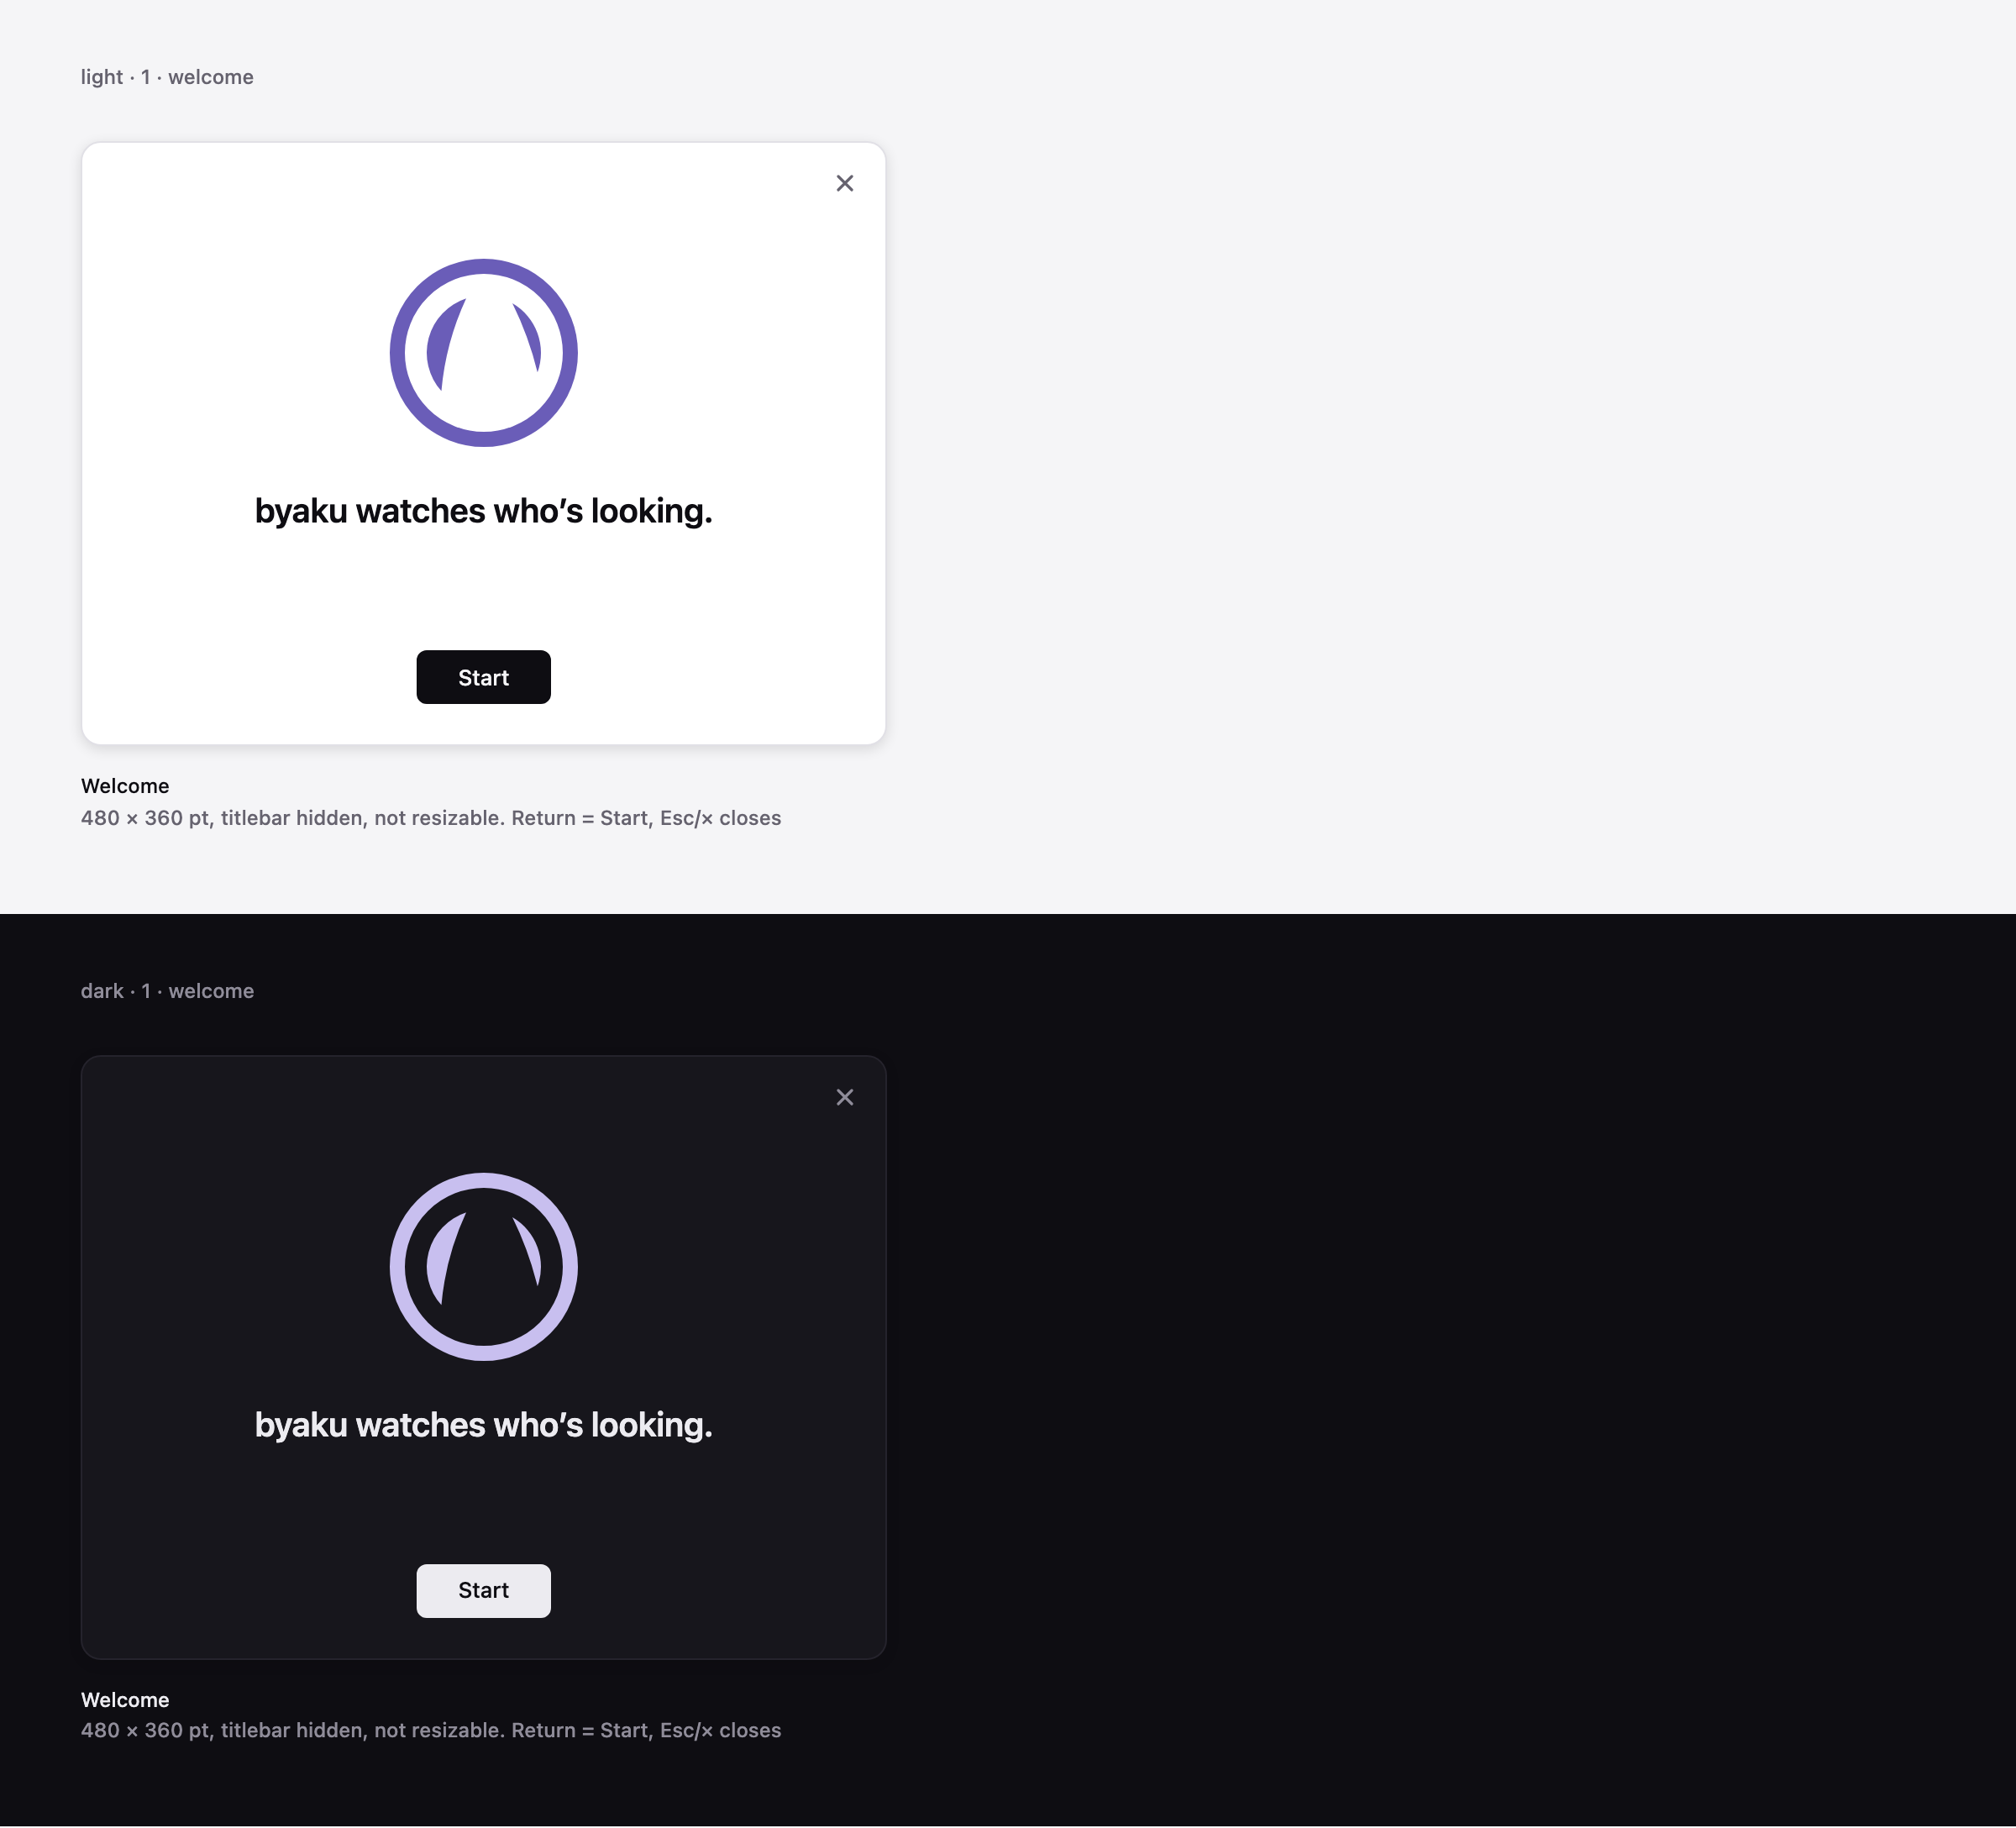 light · 1 · welcome
byaku watches who’s looking.
Start
Welcome
480 × 360 pt, titlebar hidden, not resizable. Return = Start, Esc/× closes
dark · 1 · welcome
byaku watches who’s looking.
Start
Welcome
480 × 360 pt, titlebar hidden, not resizable. Return = Start, Esc/× closes